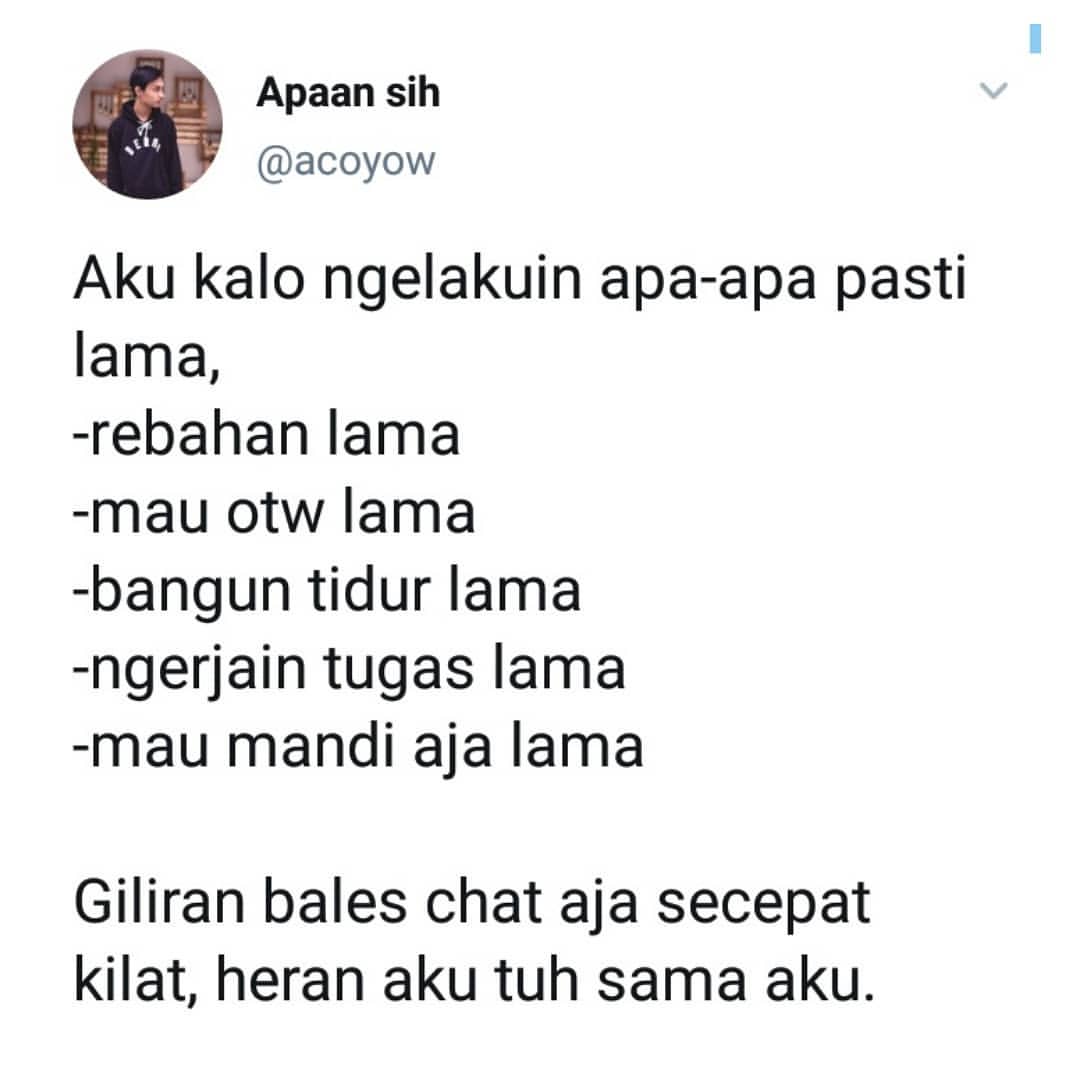 Apaan sih
@acoyow
Aku kalo ngelakuin apa-apa pasti
lama,
-rebahan lama
-mau otw lama
-bangun tidur lama
-ngerjain tugas lama
-mau mandi aja lama
Giliran bales chat aja secepat
kilat, heran aku tuh sama aku.